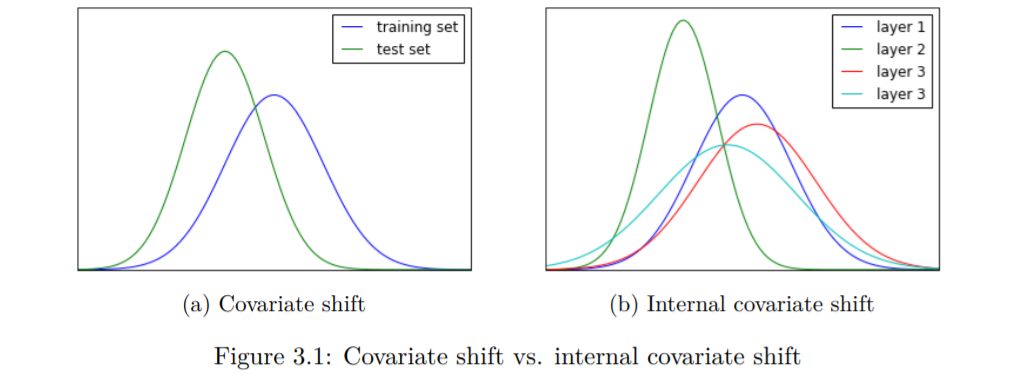 training set
test set
layer 1
layer 2
layer 3
layer 3
(a) Covariate shift
(b) Internal covariate shift
Figure 3.1: Covariate shift vs. internal covariate shift